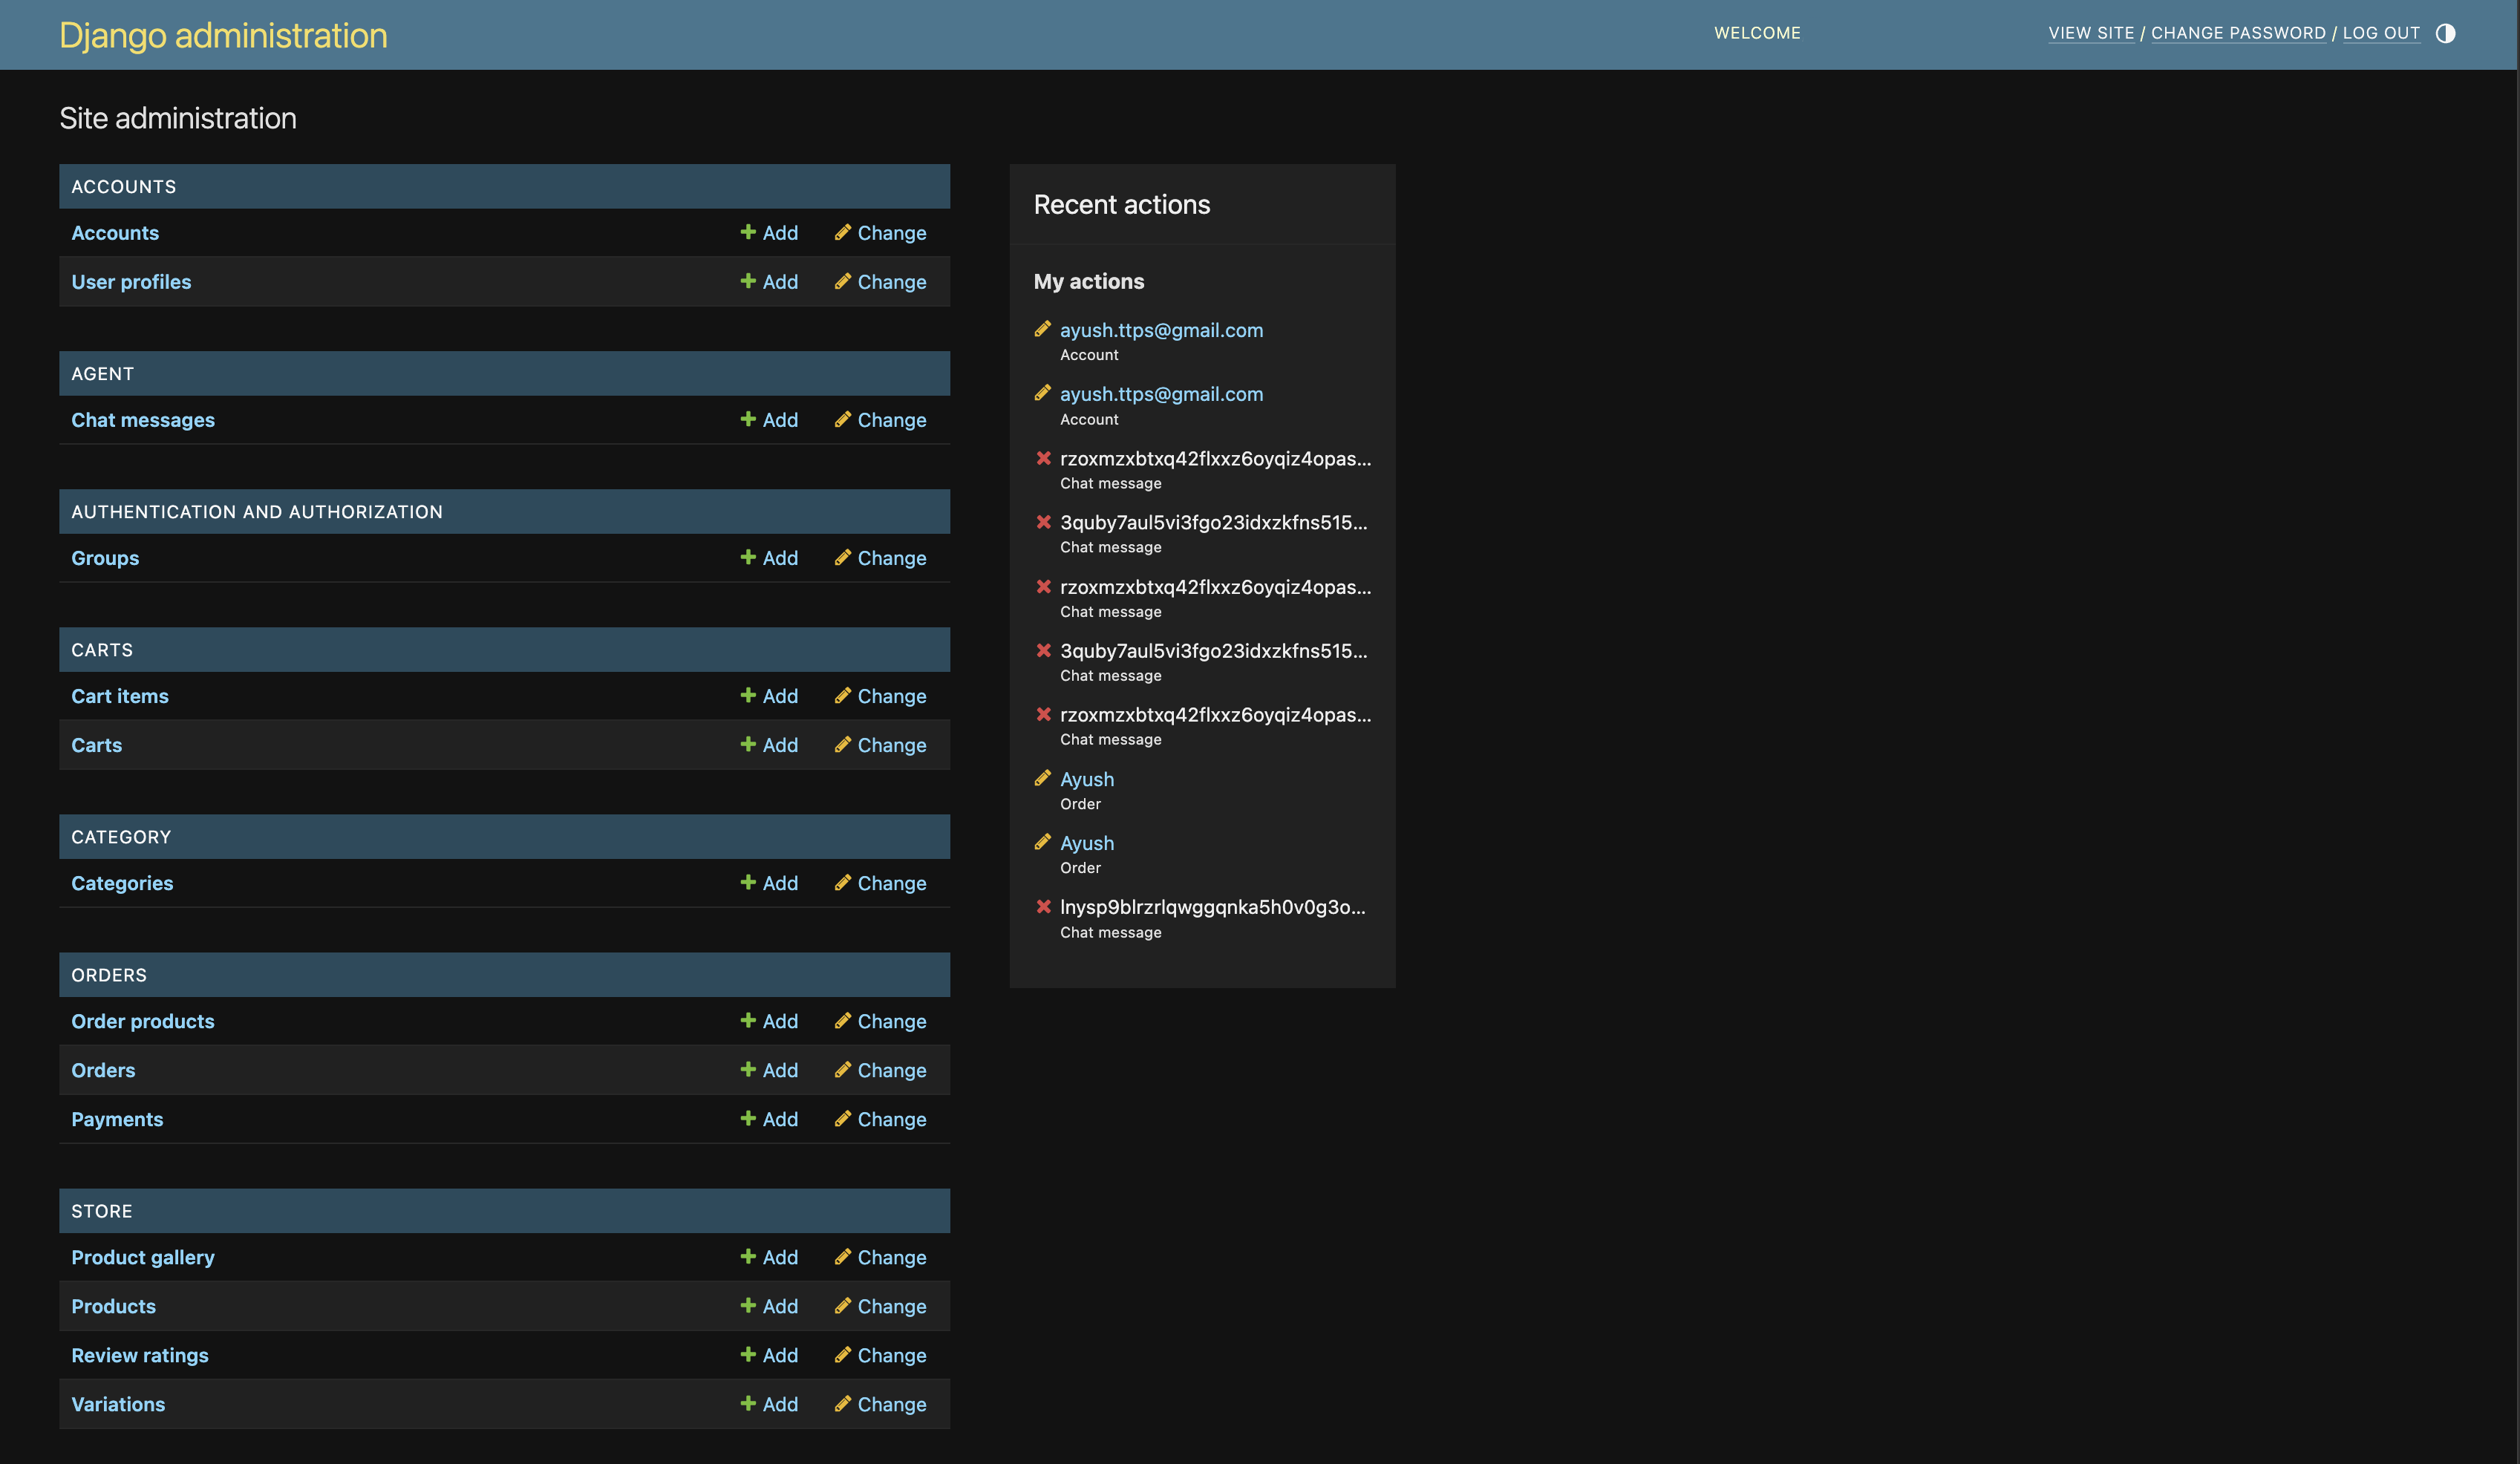 Django administration
WELCOME
VIEW SITE / CHANGE PASSWORD / LOG OUT
Site administration
ACCOUNTS
Accounts Add Change
User profiles Add Change
AGENT
Chat messages Add Change
AUTHENTICATION AND AUTHORIZATION
Groups Add Change
CARTS
Cart items Add Change
Carts Add Change
CATEGORY
Categories Add Change
ORDERS
Order products Add Change
Orders Add Change
Payments Add Change
STORE
Product gallery Add Change
Products Add Change
Review ratings Add Change
Variations Add Change
Recent actions
My actions
ayush.ttps@gmail.com
Account
ayush.ttps@gmail.com
Account
rzoxmzxbtxq42flxxz6oyqiz4opas...
Chat message
3quby7aul5vi3fgo23idxzkfns515...
Chat message
rzoxmzxbtxq42flxxz6oyqiz4opas...
Chat message
3quby7aul5vi3fgo23idxzkfns515...
Chat message
rzoxmzxbtxq42flxxz6oyqiz4opas...
Chat message
Ayush
Order
Ayush
Order
lnysp9blrzrlqwggqnka5h0v0g3o...
Chat message